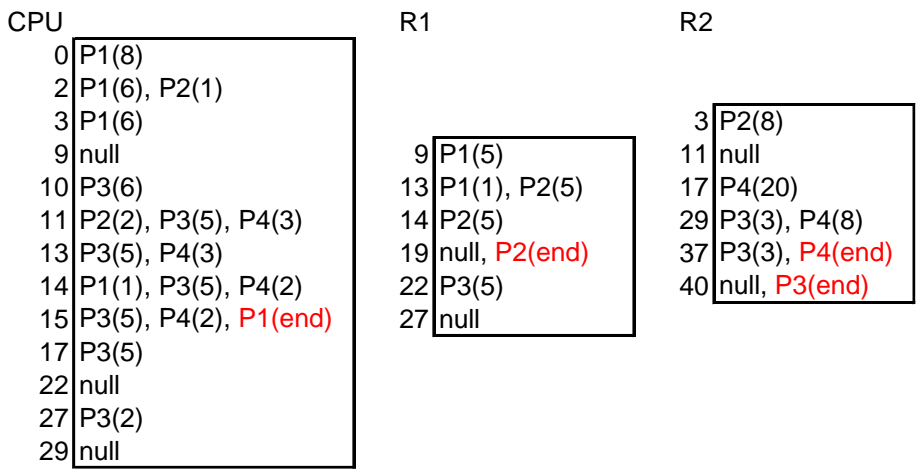 CPU
0 P1(8)
2 P1(6), P2(1)
3 P1(6)
9 null
10 P3(6)
11 P2(2), P3(5), P4(3)
13 P3(5), P4(3)
14 P1(1), P3(5), P4(2)
15 P3(5), P4(2), P1(end)
17 P3(5)
22 null
27 P3(2)
29 null
R1
9 P1(5)
13 P1(1), P2(5)
14 P2(5)
19 null, P2(end)
22 P3(5)
27 null
R2
3 P2(8)
11 null
17 P4(20)
29 P3(3), P4(8)
37 P3(3), P4(end)
40 null, P3(end)